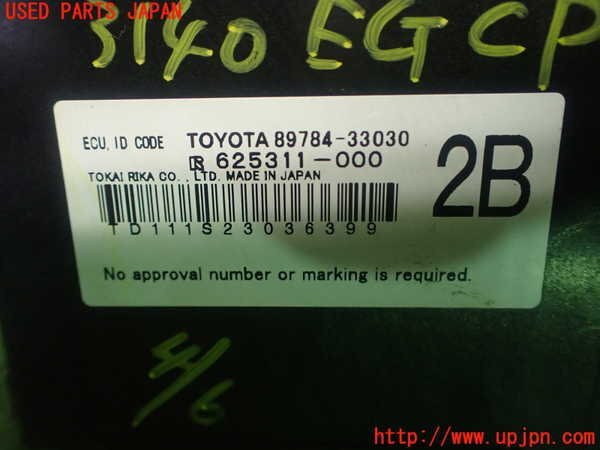 USED PARTS JAPAN
3140 EG CP
ECU, ID CODE TOYOTA 89784-33030
625311-000
TOKAI RIKA CO., LTD. MADE IN JAPAN
2B
TD111S23036399
No approval number or marking is required.
4/6
http://www.upjpn.com/